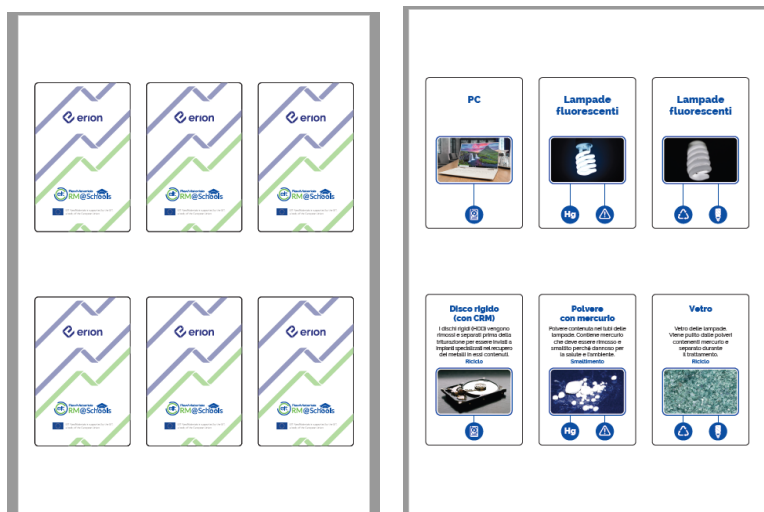 erion
erion
erion
RM@Schools
RM@Schools
RM@Schools
erion
erion
erion
RM@Schools
RM@Schools
RM@Schools
PC
Lampade
fluorescenti
Lampade
fluorescenti
Hg
Disco rigido
(con CRM)
I dischi rigidi (HDD) vengono
rimossi e separati prima della
triturazione per essere inviati a
impianti specializzati nel recupero
dei metalli in essi contenuti.
Riciclo
Polvere
con mercurio
Polvere contenuta nei tubi delle
lampade. Contiene mercurio
che deve essere rimosso e
smaltito perché dannoso per
la salute e l'ambiente.
Smaltimento
Hg
Vetro
Vetro delle lampade.
Viene pulito dalle polveri
contenenti mercurio e
separato durante
il trattamento.
Riciclo